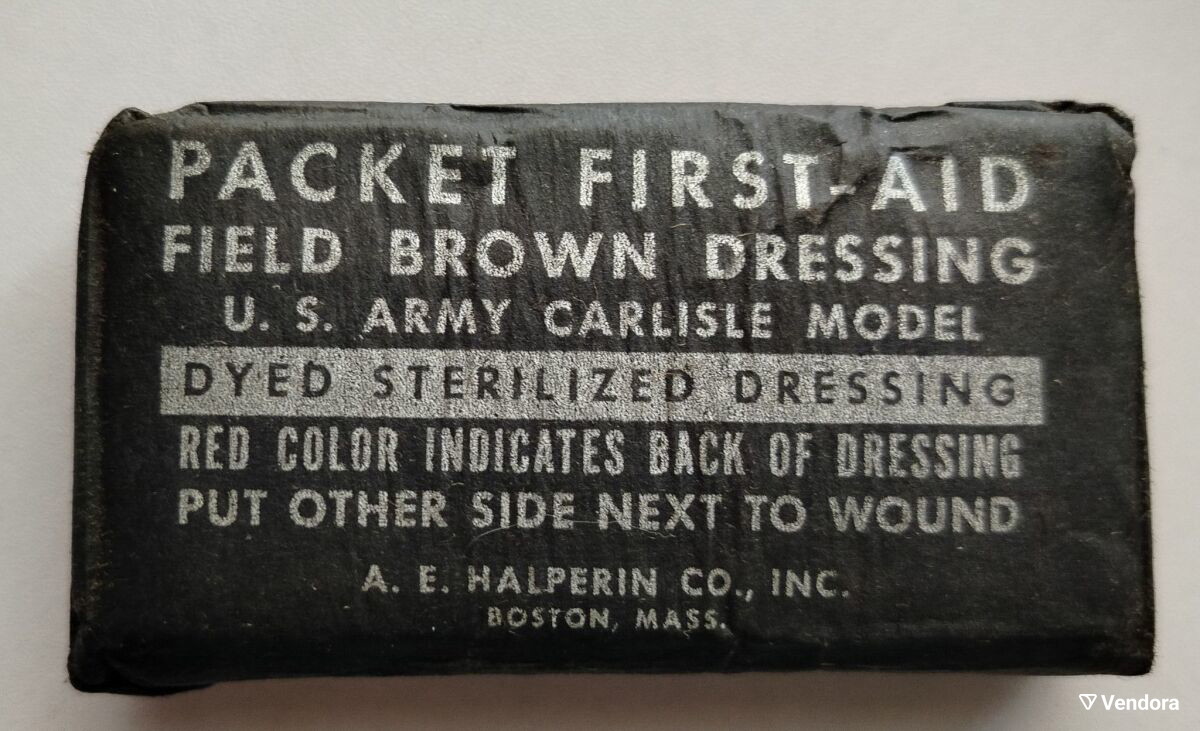 PACKET FIRST-AID
FIELD BROWN DRESSING
U. S. ARMY CARLISLE MODEL
DYED STERILIZED DRESSING
RED COLOR INDICATES BACK OF DRESSING
PUT OTHER SIDE NEXT TO WOUND
A. E. HALPERIN CO., INC.
BOSTON, MASS.
Vendora